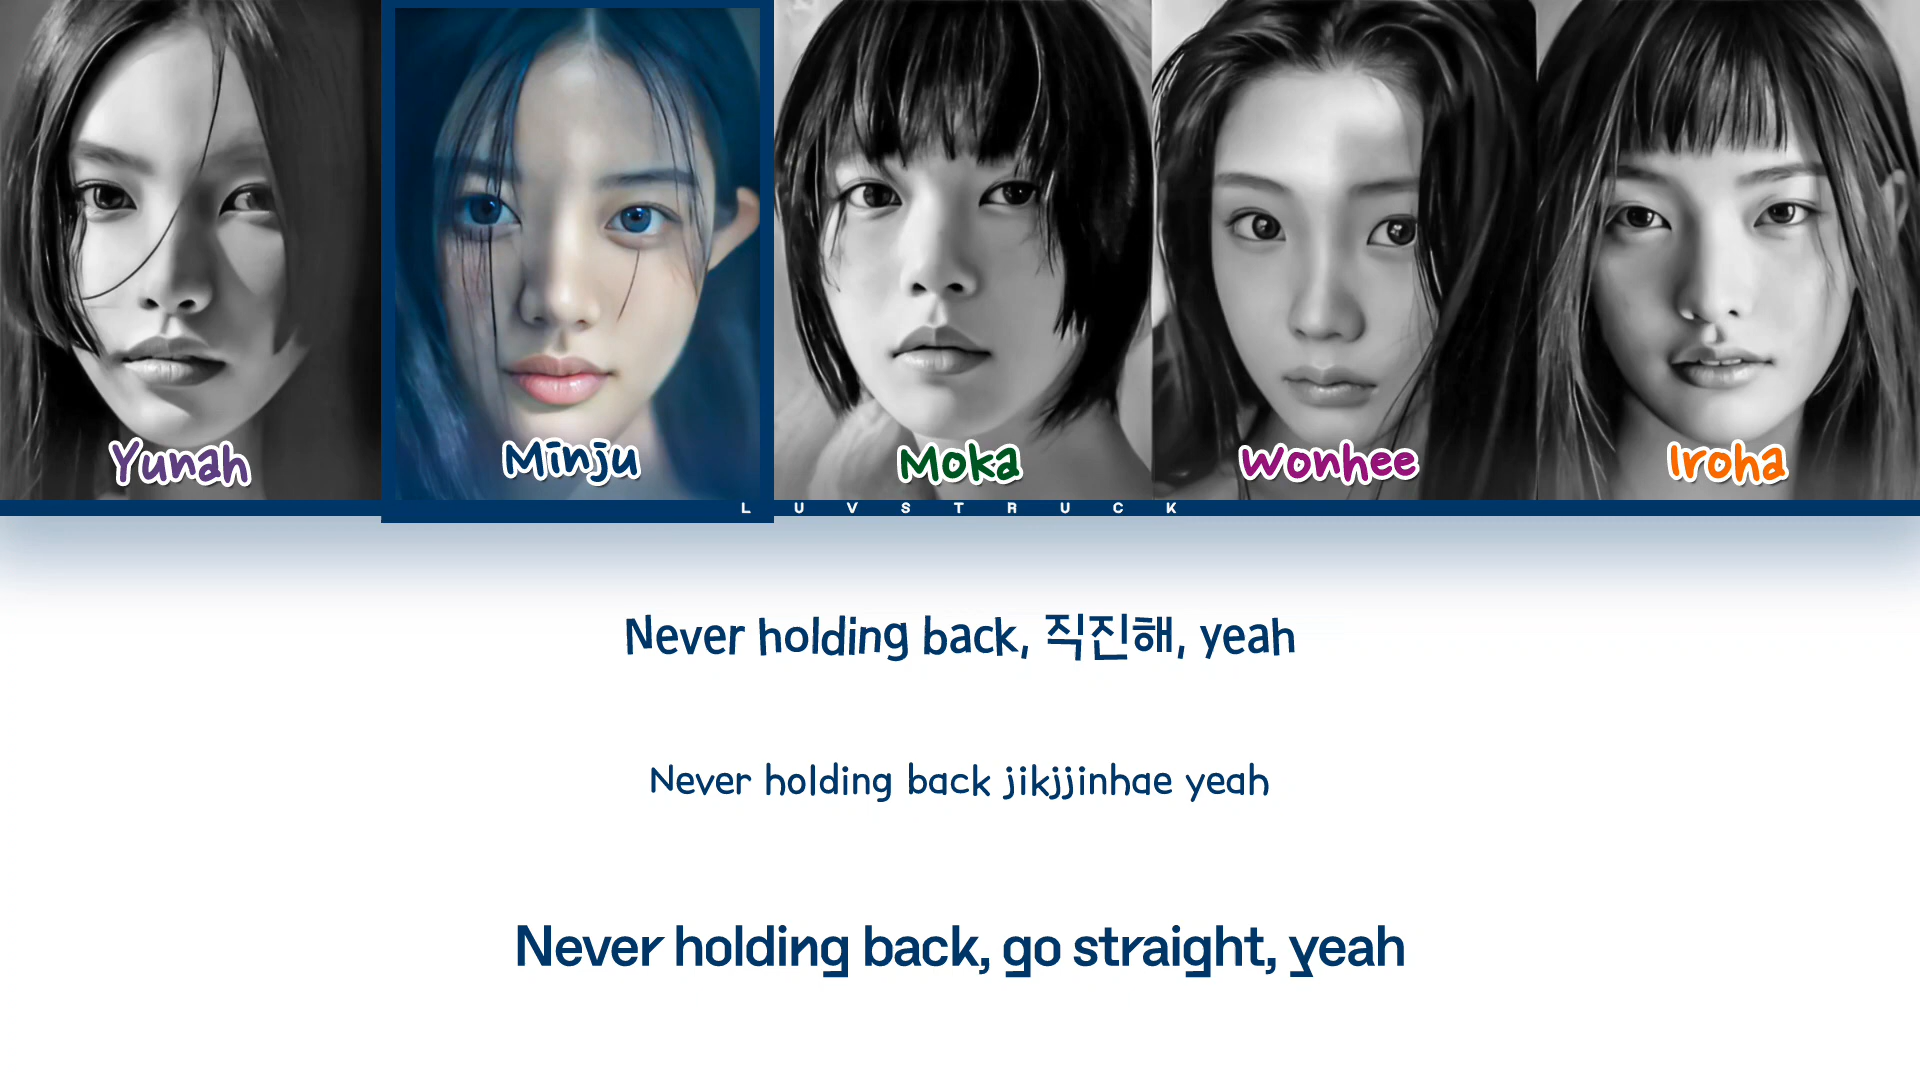 Yunah
Minju
Moka
Wonhee
Iroha
LUVSTRUCK
Never holding back, 직진해, yeah
Never holding back jikjjinhae yeah
Never holding back, go straight, yeah